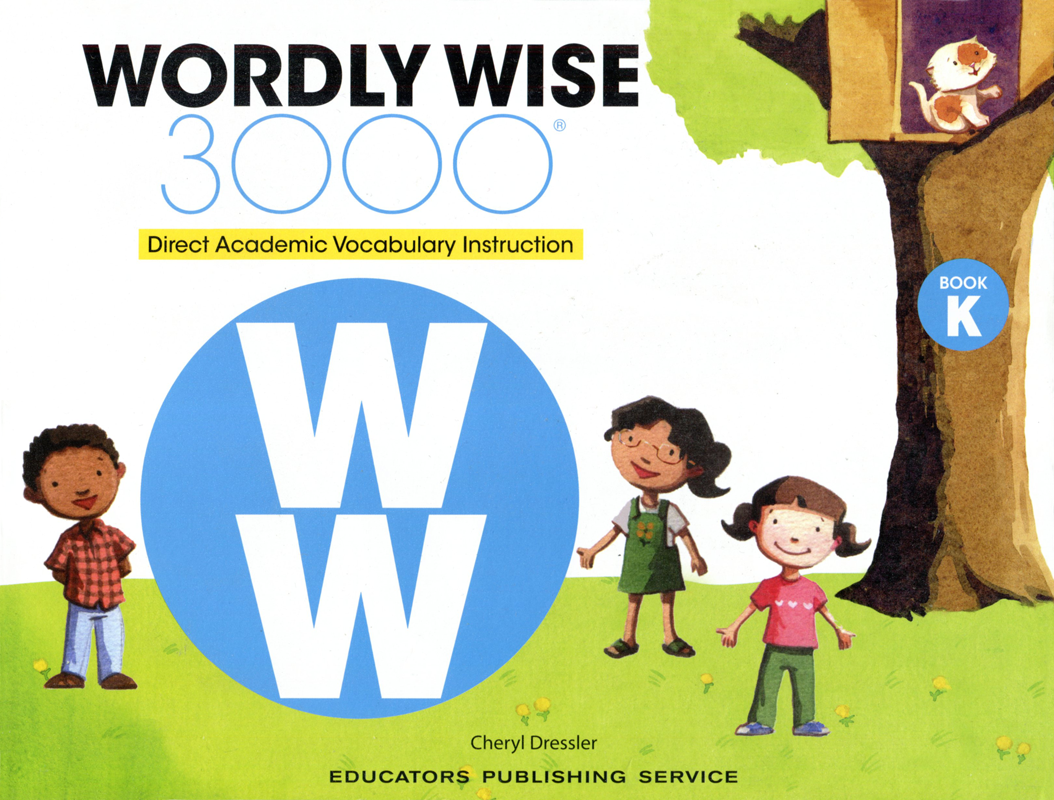 WORDLY WISE
3000®
Direct Academic Vocabulary Instruction
BOOK
K
W
W
Cheryl Dressler
EDUCATORS PUBLISHING SERVICE